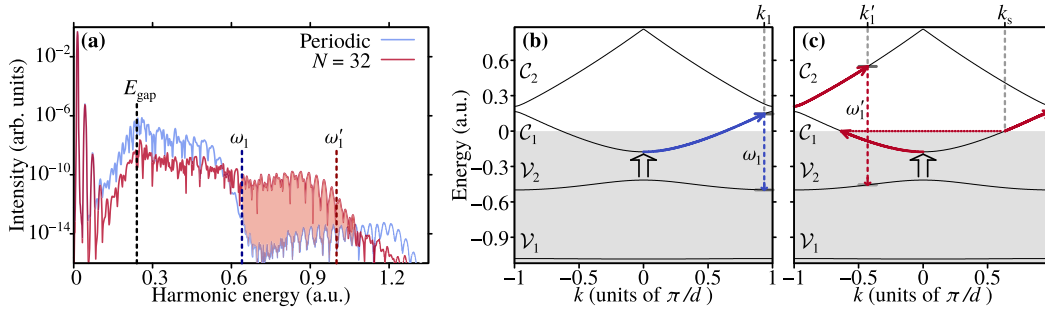 (a)
Periodic
N = 32
E_gap
ω₁
ω₁′
10⁻²
10⁻⁶
10⁻¹⁰
10⁻¹⁴
Intensity (arb. units)
0 0.3 0.6 0.9 1.2
Harmonic energy (a.u.)
k₁
(b)
C₂
C₁
V₂
V₁
ω₁
0.6
0.3
0
−0.3
−0.6
−0.9
Energy (a.u.)
−1 −0.5 0 0.5 1
k (units of π/d)
k₁′ kₛ
(c)
C₂
C₁
V₂
V₁
ω₁′
−1 −0.5 0 0.5
k (units of π/d)